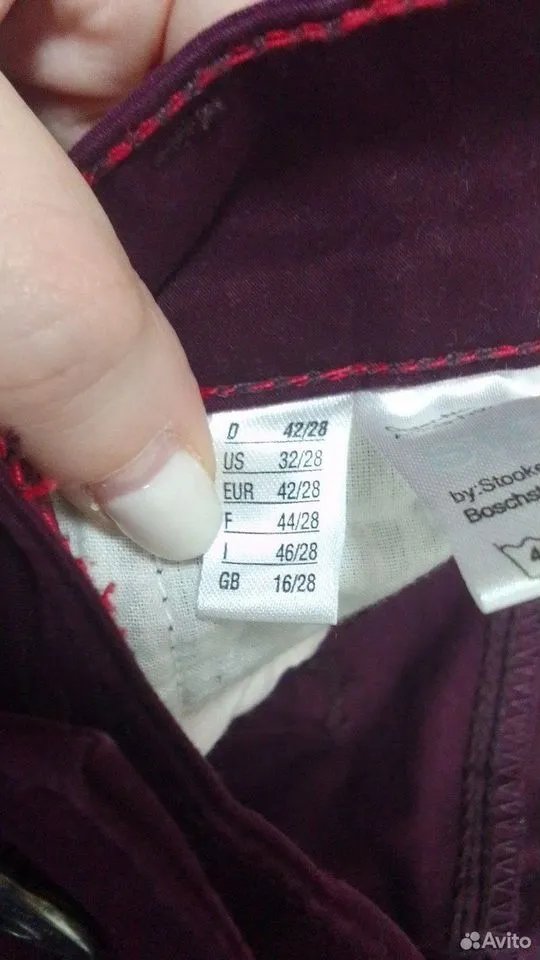 D 42/28
US 32/28
EUR 42/28
F 44/28
I 46/28
GB 16/28
by:Stooke
Boschst
4
Avito